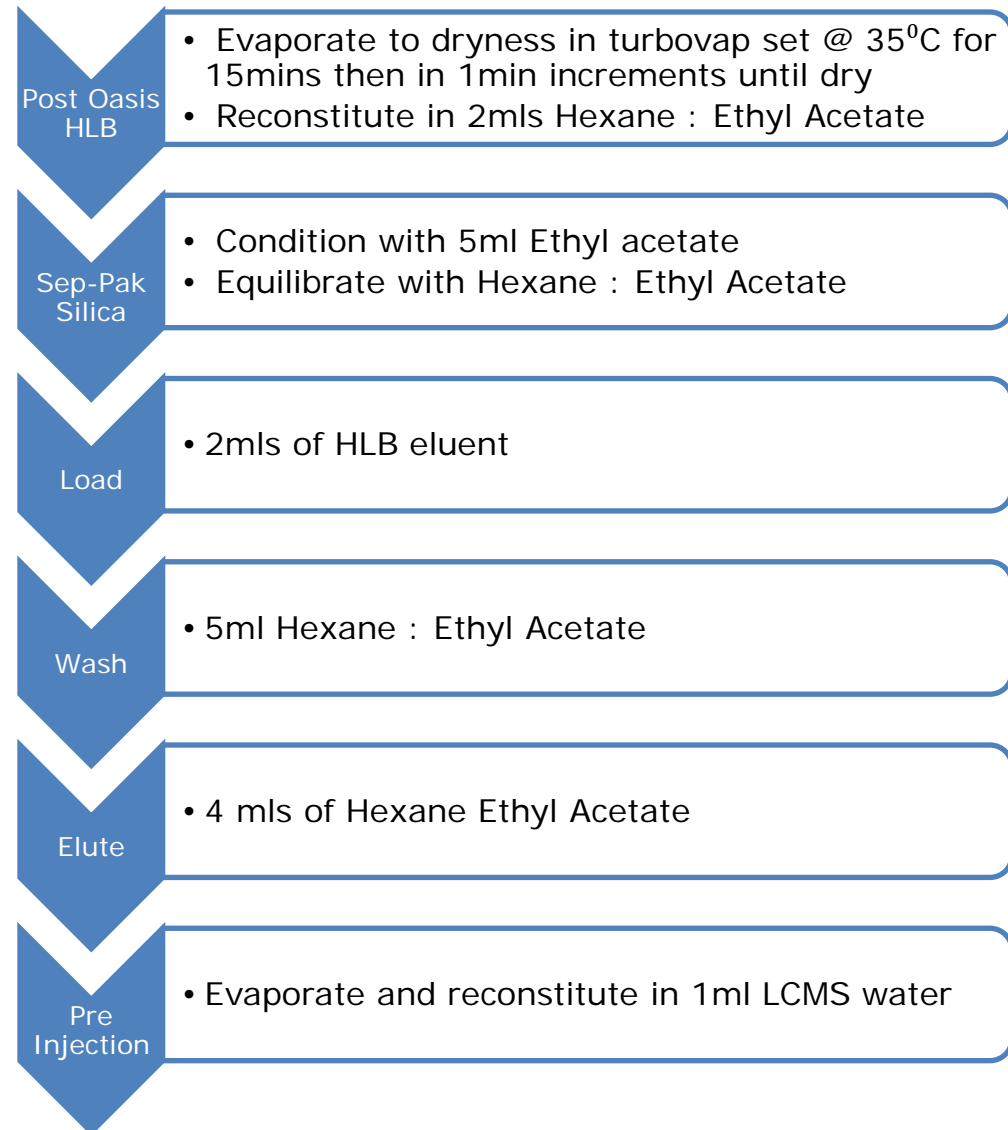 Post Oasis
HLB
• Evaporate to dryness in turbovap set @ 35⁰C for
15mins then in 1min increments until dry
• Reconstitute in 2mls Hexane : Ethyl Acetate
Sep-Pak
Silica
• Condition with 5ml Ethyl acetate
• Equilibrate with Hexane : Ethyl Acetate
Load
• 2mls of HLB eluent
Wash
• 5ml Hexane : Ethyl Acetate
Elute
• 4 mls of Hexane Ethyl Acetate
Pre
Injection
• Evaporate and reconstitute in 1ml LCMS water